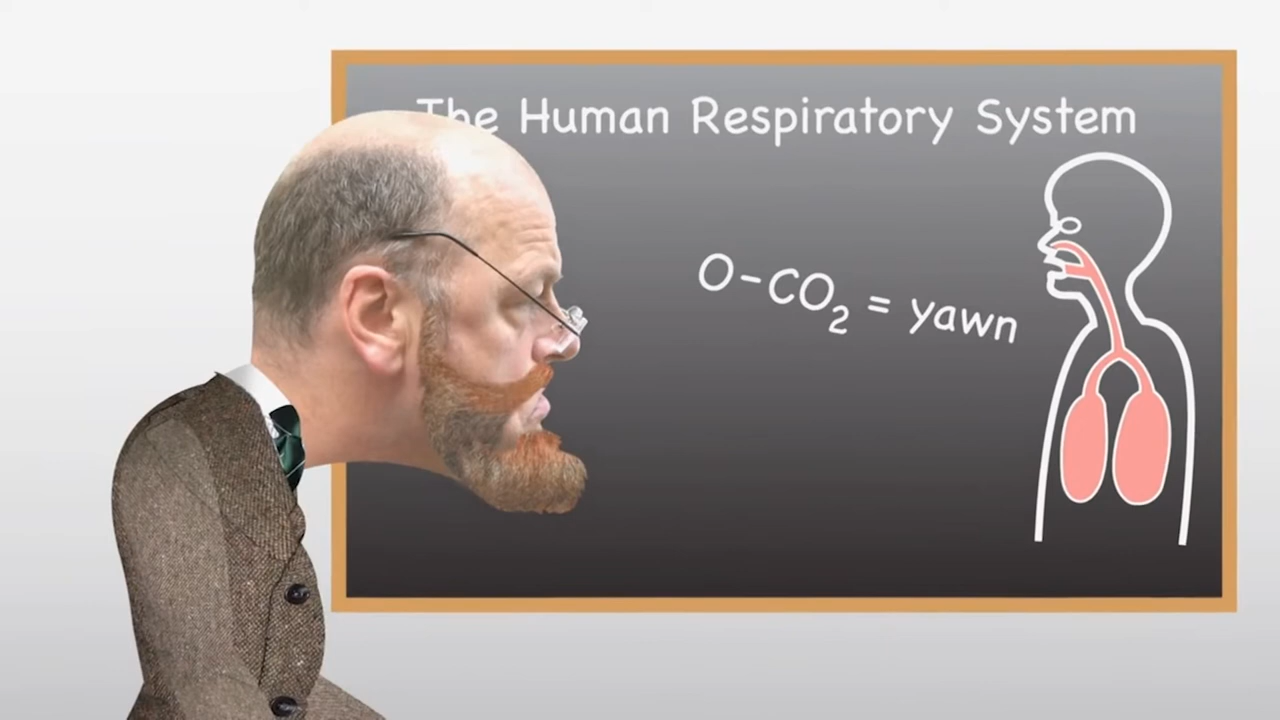 The Human Respiratory System
O-CO₂ = yawn